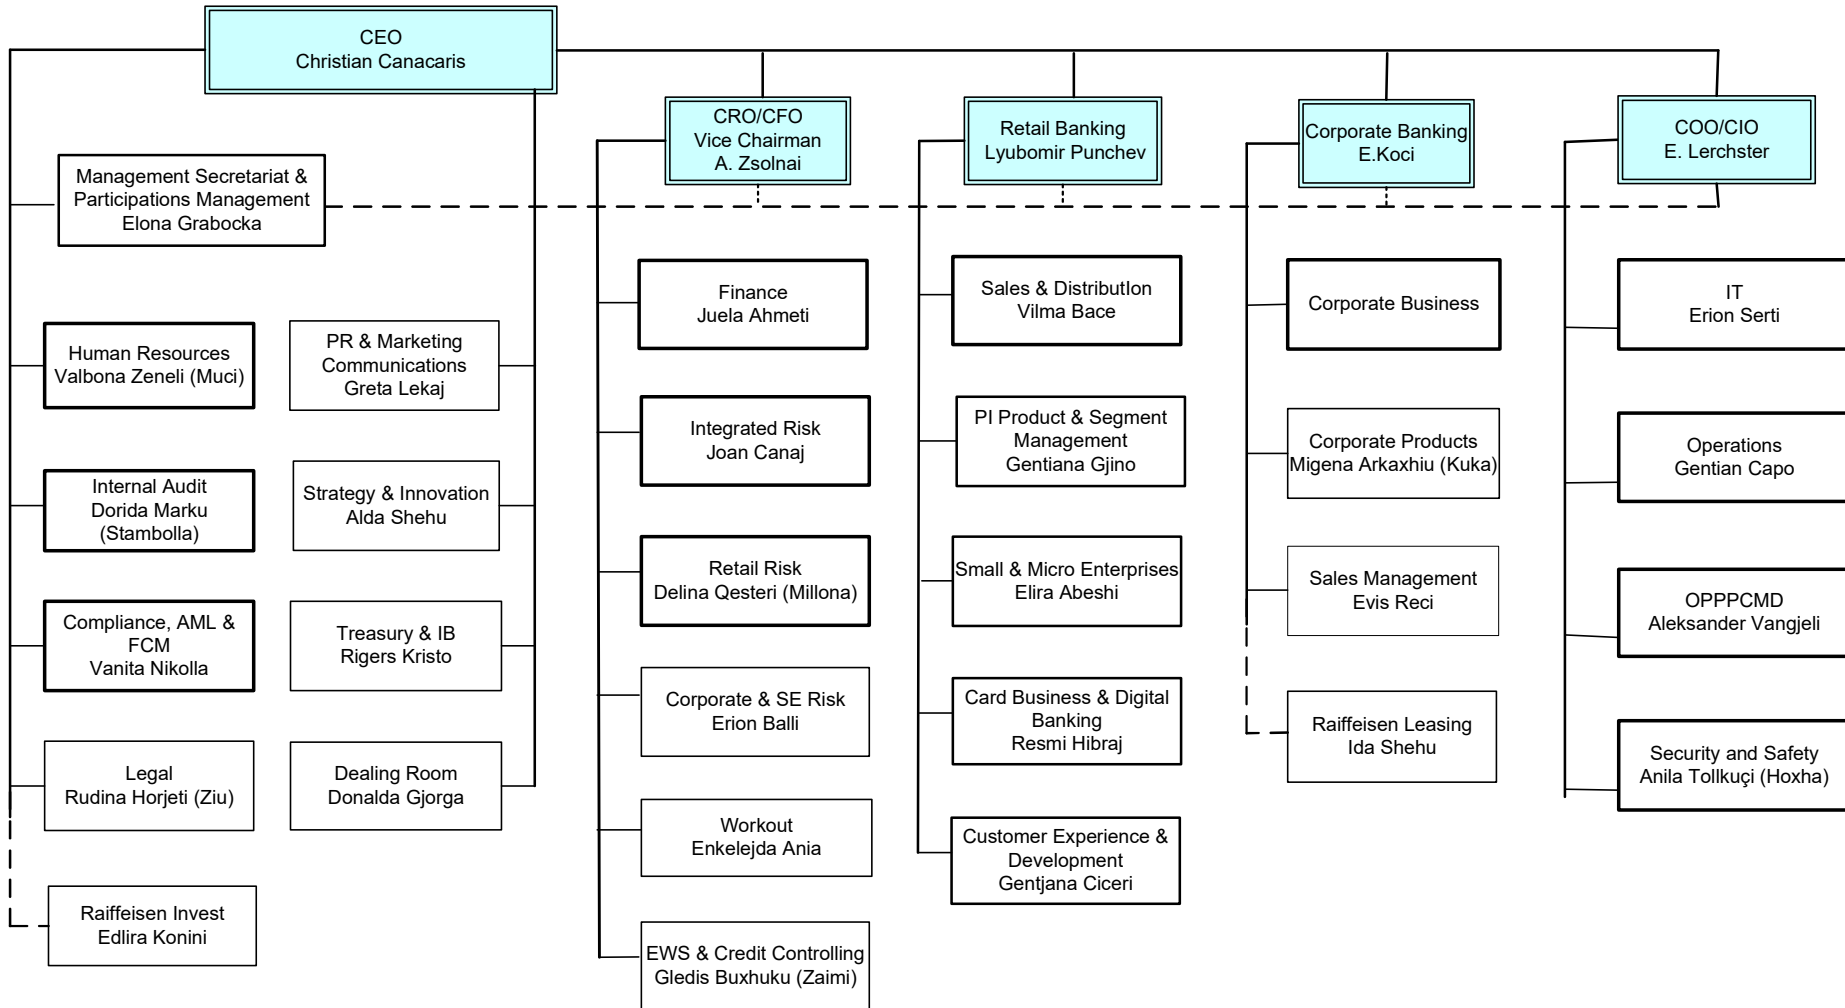 CEO
Christian Canacaris
CRO/CFO
Vice Chairman
A. Zsolnai
Retail Banking
Lyubomir Punchev
Corporate Banking
E.Koci
COO/CIO
E. Lerchster
Management Secretariat &
Participations Management
Elona Grabocka
Human Resources
Valbona Zeneli (Muci)
Internal Audit
Dorida Marku
(Stambolla)
Compliance, AML &
FCM
Vanita Nikolla
Legal
Rudina Horjeti (Ziu)
Raiffeisen Invest
Edlira Konini
PR & Marketing
Communications
Greta Lekaj
Strategy & Innovation
Alda Shehu
Treasury & IB
Rigers Kristo
Dealing Room
Donalda Gjorga
Finance
Juela Ahmeti
Integrated Risk
Joan Canaj
Retail Risk
Delina Qesteri (Millona)
Corporate & SE Risk
Erion Balli
Workout
Enkelejda Ania
EWS & Credit Controlling
Gledis Buxhuku (Zaimi)
Sales & DistributIon
Vilma Bace
PI Product & Segment
Management
Gentiana Gjino
Small & Micro Enterprises
Elira Abeshi
Card Business & Digital
Banking
Resmi Hibraj
Customer Experience &
Development
Gentjana Ciceri
Corporate Business
Corporate Products
Migena Arkaxhiu (Kuka)
Sales Management
Evis Reci
Raiffeisen Leasing
Ida Shehu
IT
Erion Serti
Operations
Gentian Capo
OPPPCMD
Aleksander Vangjeli
Security and Safety
Anila Tollkuçi (Hoxha)